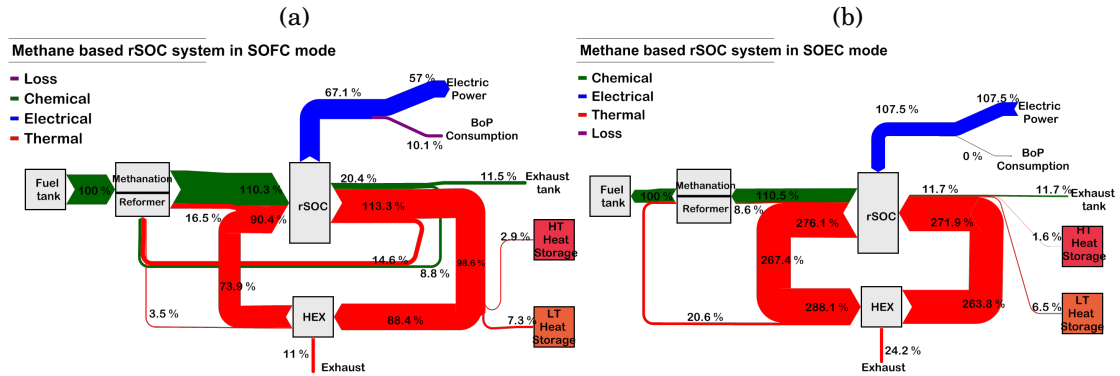 (a)
Methane based rSOC system in SOFC mode
Loss
Chemical
Electrical
Thermal
57 %
Electric
Power
67.1 %
BoP
Consumption
10.1 %
Fuel
tank
100 %
Methanation
Reformer
110.3 %
16.5 %
90.4 %
rSOC
20.4 %
113.3 %
11.5 %
Exhaust
tank
2.9 %
HT
Heat
Storage
14.6 %
8.8 %
98.6 %
73.9 %
3.5 %
HEX
88.4 %
7.3 %
LT
Heat
Storage
11 %
Exhaust
(b)
Methane based rSOC system in SOEC mode
Chemical
Electrical
Thermal
Loss
107.5 %
Electric
Power
107.5 %
0 %
BoP
Consumption
Fuel
tank
100 %
Methanation
Reformer
110.5 %
8.6 %
276.1 %
rSOC
11.7 %
271.9 %
11.7 %
Exhaust
tank
1.6 %
HT
Heat
Storage
267.4 %
20.6 %
288.1 %
HEX
263.8 %
6.5 %
LT
Heat
Storage
24.2 %
Exhaust